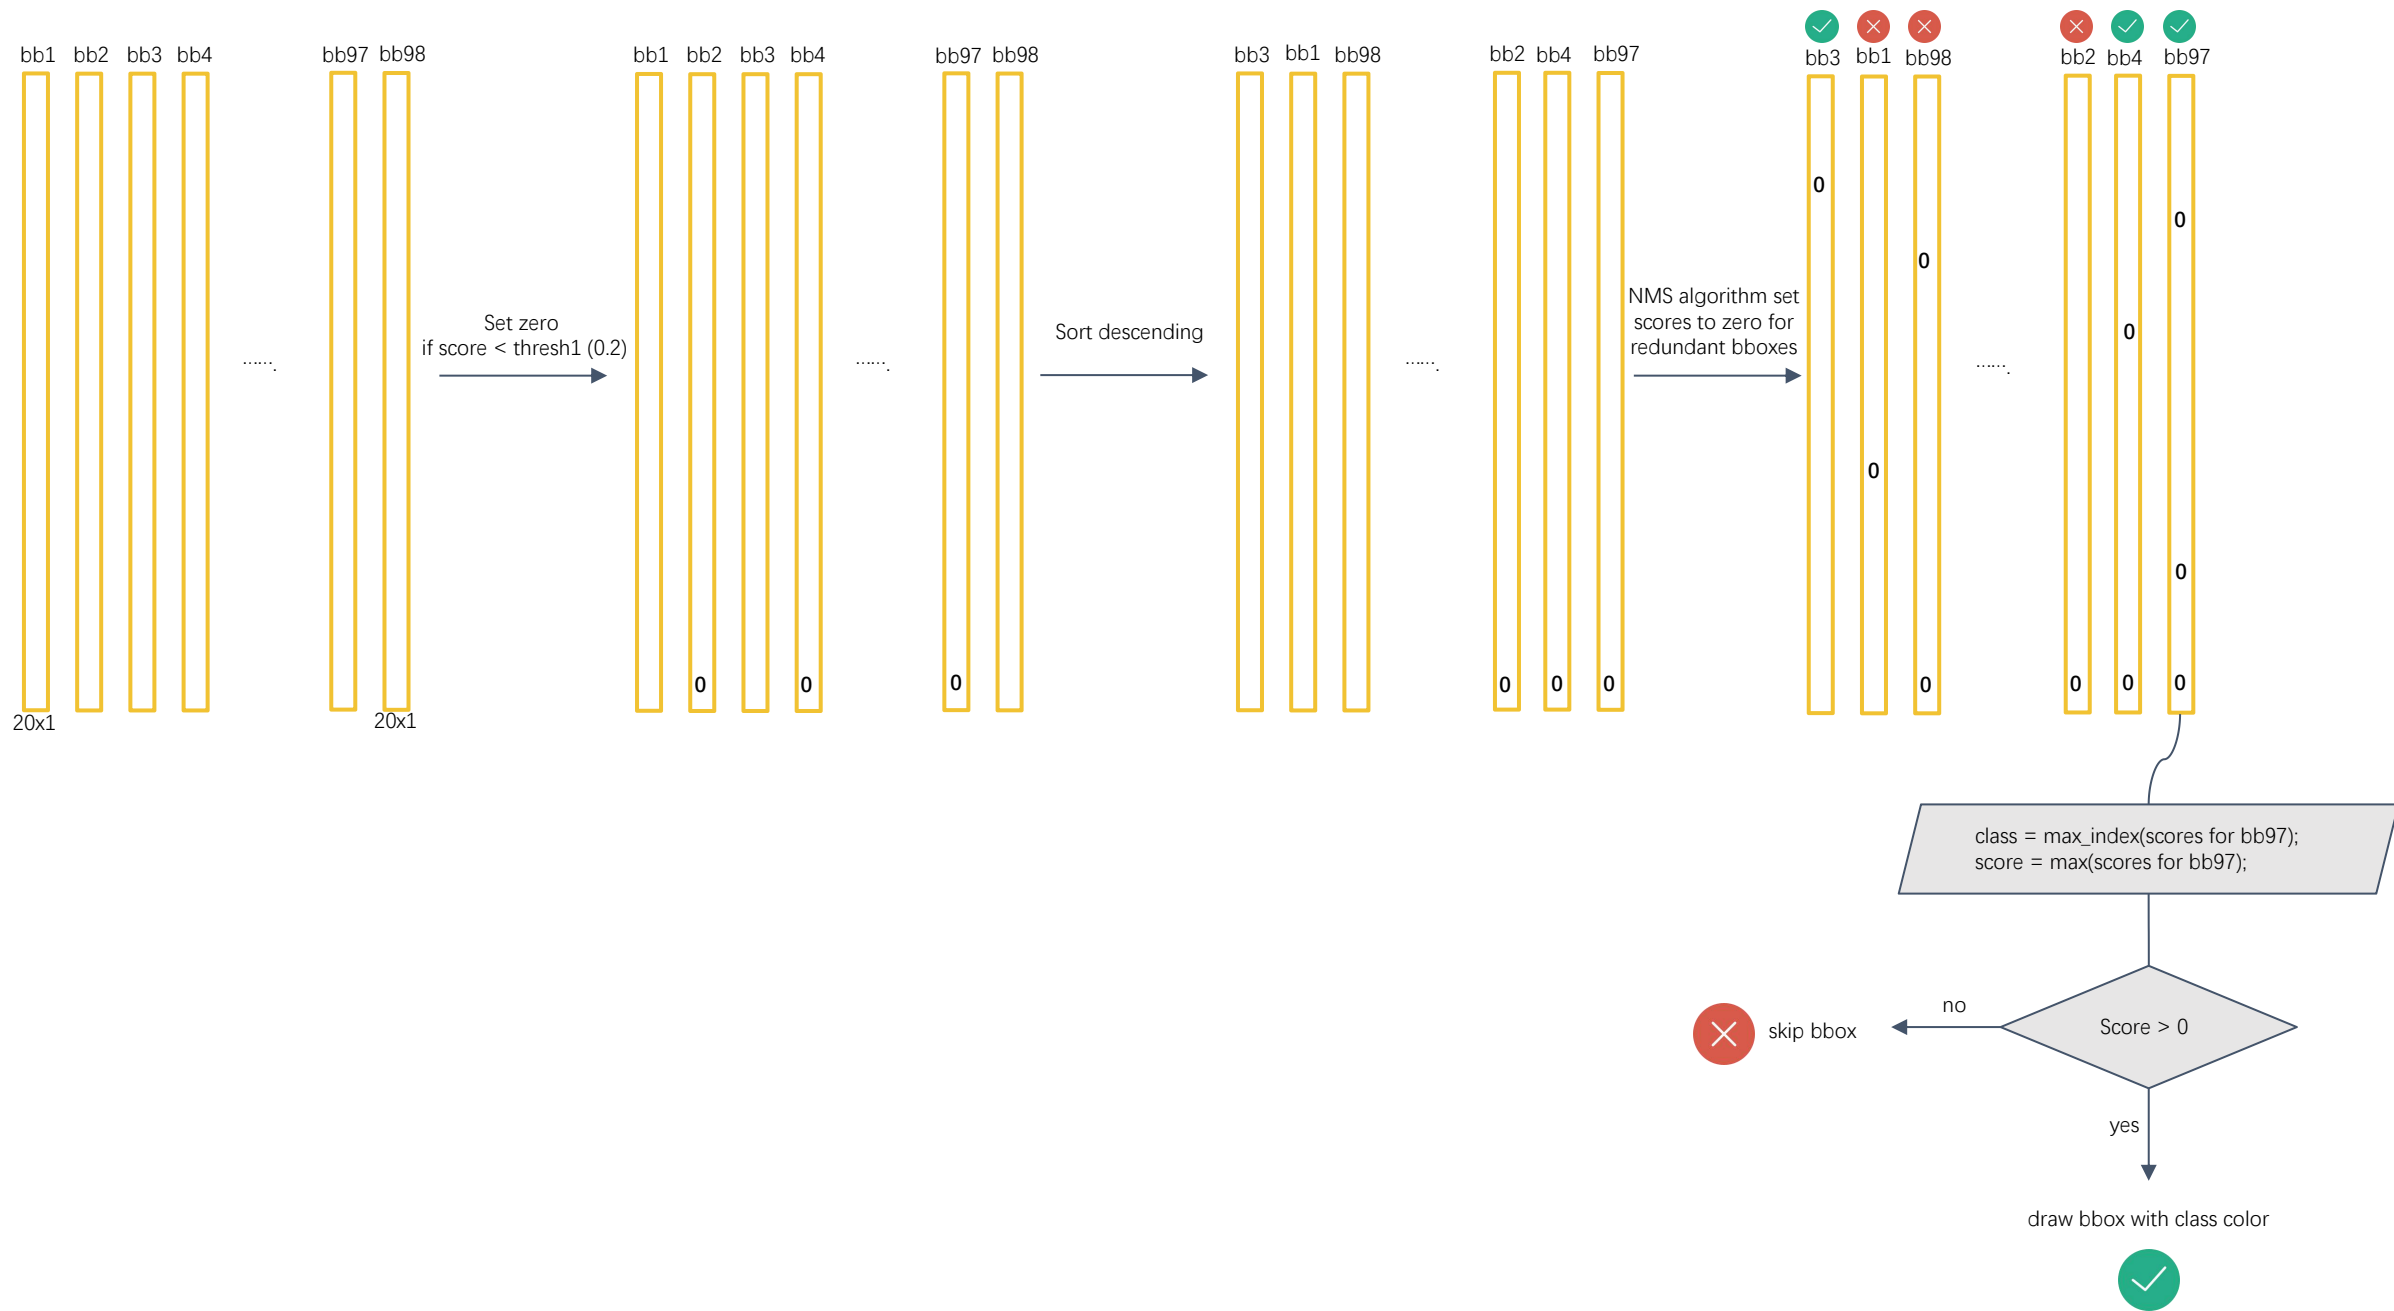 bb1 bb2 bb3 bb4 bb97 bb98
bb1 bb2 bb3 bb4 bb97 bb98
bb3 bb1 bb98 bb2 bb4 bb97
bb3 bb1 bb98 bb2 bb4 bb97
20x1 ……. 20x1
Set zero
if score < thresh1 (0.2)
…….
0 0 0
Sort descending
…….
0 0 0
NMS algorithm set
scores to zero for
redundant bboxes
…….
0
0
0
0
0
0
0 0 0 0
class = max_index(scores for bb97);
score = max(scores for bb97);
Score > 0
no
skip bbox
yes
draw bbox with class color